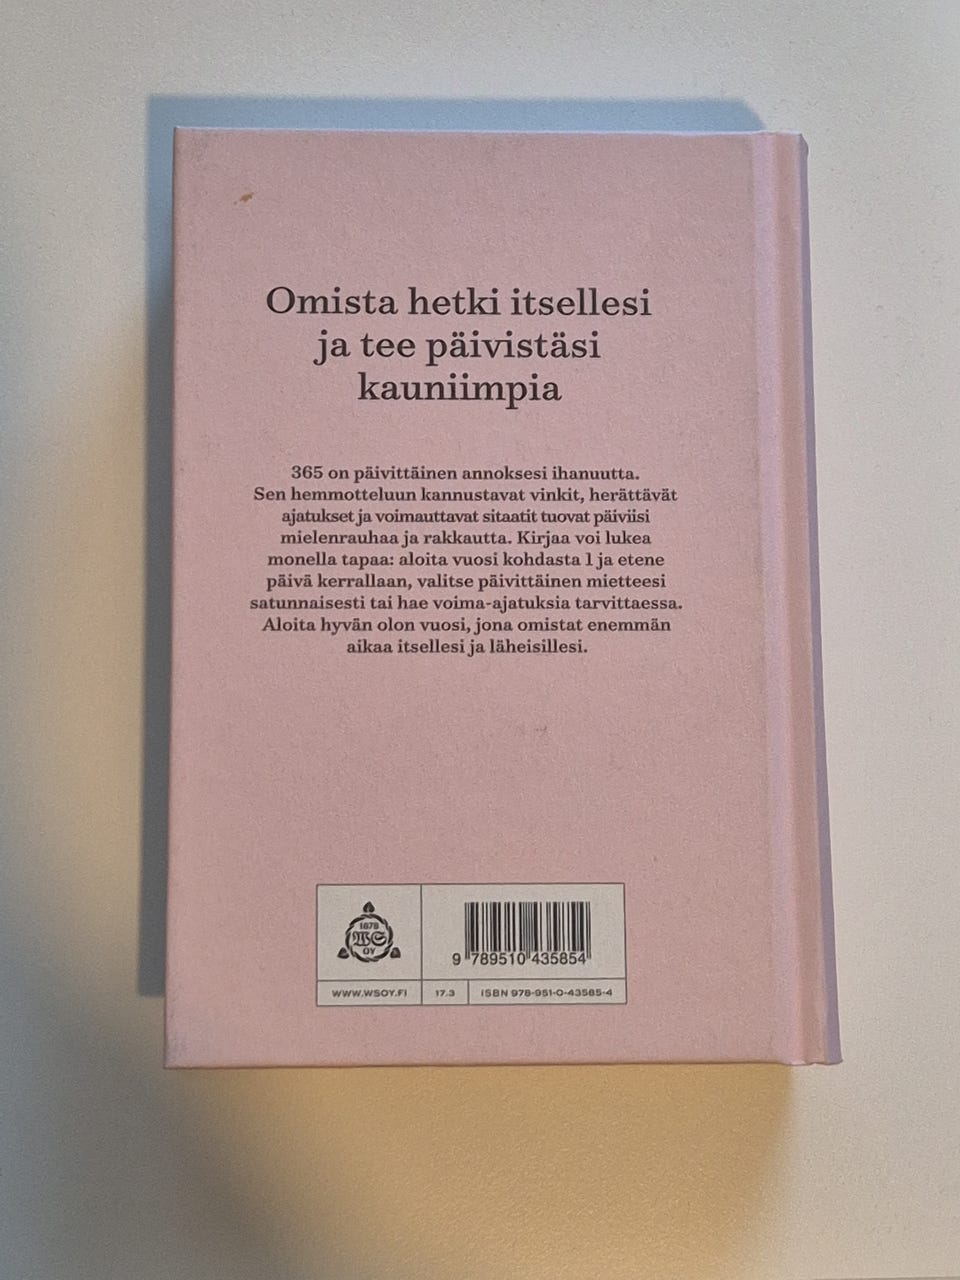 Omista hetki itsellesi
ja tee päivistäsi
kauniimpia
365 on päivittäinen annoksesi ihanuutta.
Sen hemmotteluun kannustavat vinkit, herättävät
ajatukset ja voimauttavat sitaatit tuovat päiviisi
mielenrauhaa ja rakkautta. Kirjaa voi lukea
monella tapaa: aloita vuosi kohdasta 1 ja etene
päivä kerrallaan, valitse päivittäinen mietteesi
satunnaisesti tai hae voima-ajatuksia tarvittaessa.
Aloita hyvän olon vuosi, jona omistat enemmän
aikaa itsellesi ja läheisillesi.
1878
WS
OY
9 789510 435854
WWW.WSOY.FI
17.3
ISBN 978-951-0-43585-4